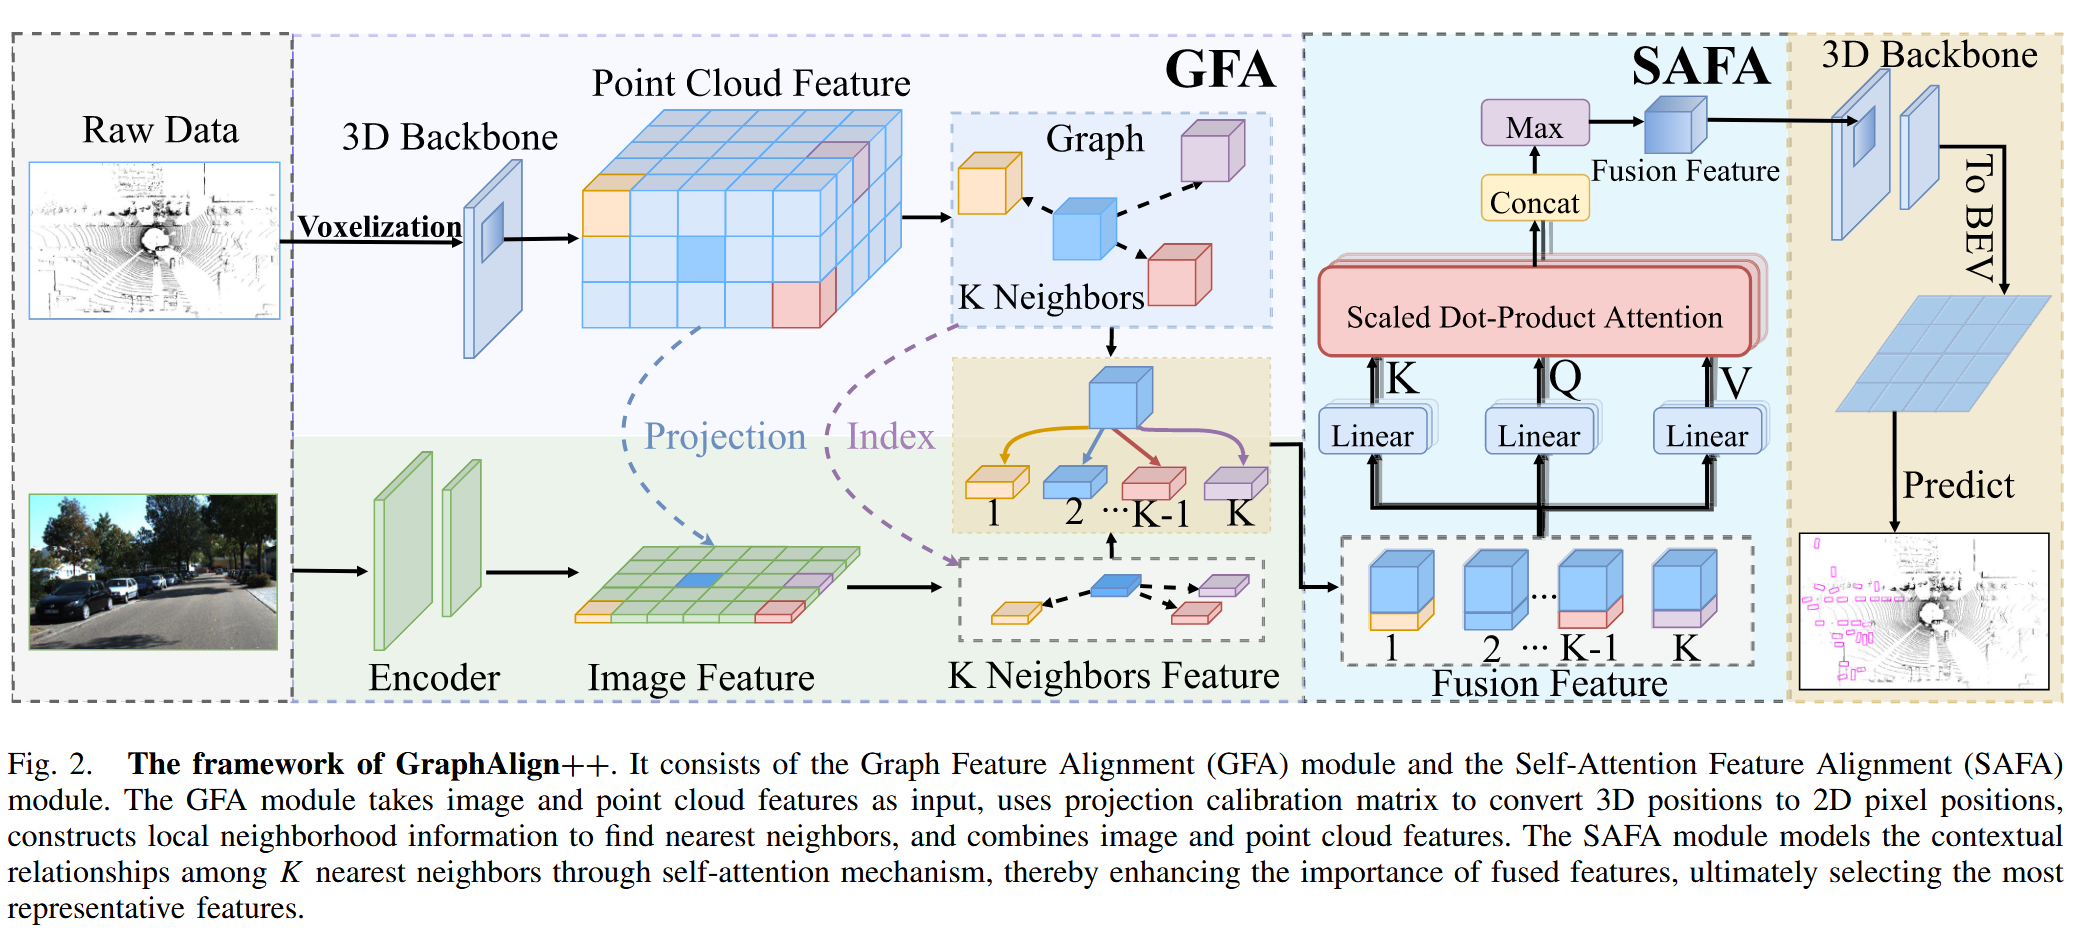 Raw Data
Voxelization
3D Backbone
Point Cloud Feature
GFA
Graph
K Neighbors
Projection
Index
1 2 ··· K-1 K
Encoder
Image Feature
K Neighbors Feature
SAFA
Max
Fusion Feature
Concat
Scaled Dot-Product Attention
K Q V
Linear Linear Linear
1 2 ··· K-1 K
Fusion Feature
3D Backbone
To BEV
Predict
Fig. 2. The framework of GraphAlign++. It consists of the Graph Feature Alignment (GFA) module and the Self-Attention Feature Alignment (SAFA)
module. The GFA module takes image and point cloud features as input, uses projection calibration matrix to convert 3D positions to 2D pixel positions,
constructs local neighborhood information to find nearest neighbors, and combines image and point cloud features. The SAFA module models the contextual
relationships among K nearest neighbors through self-attention mechanism, thereby enhancing the importance of fused features, ultimately selecting the most
representative features.